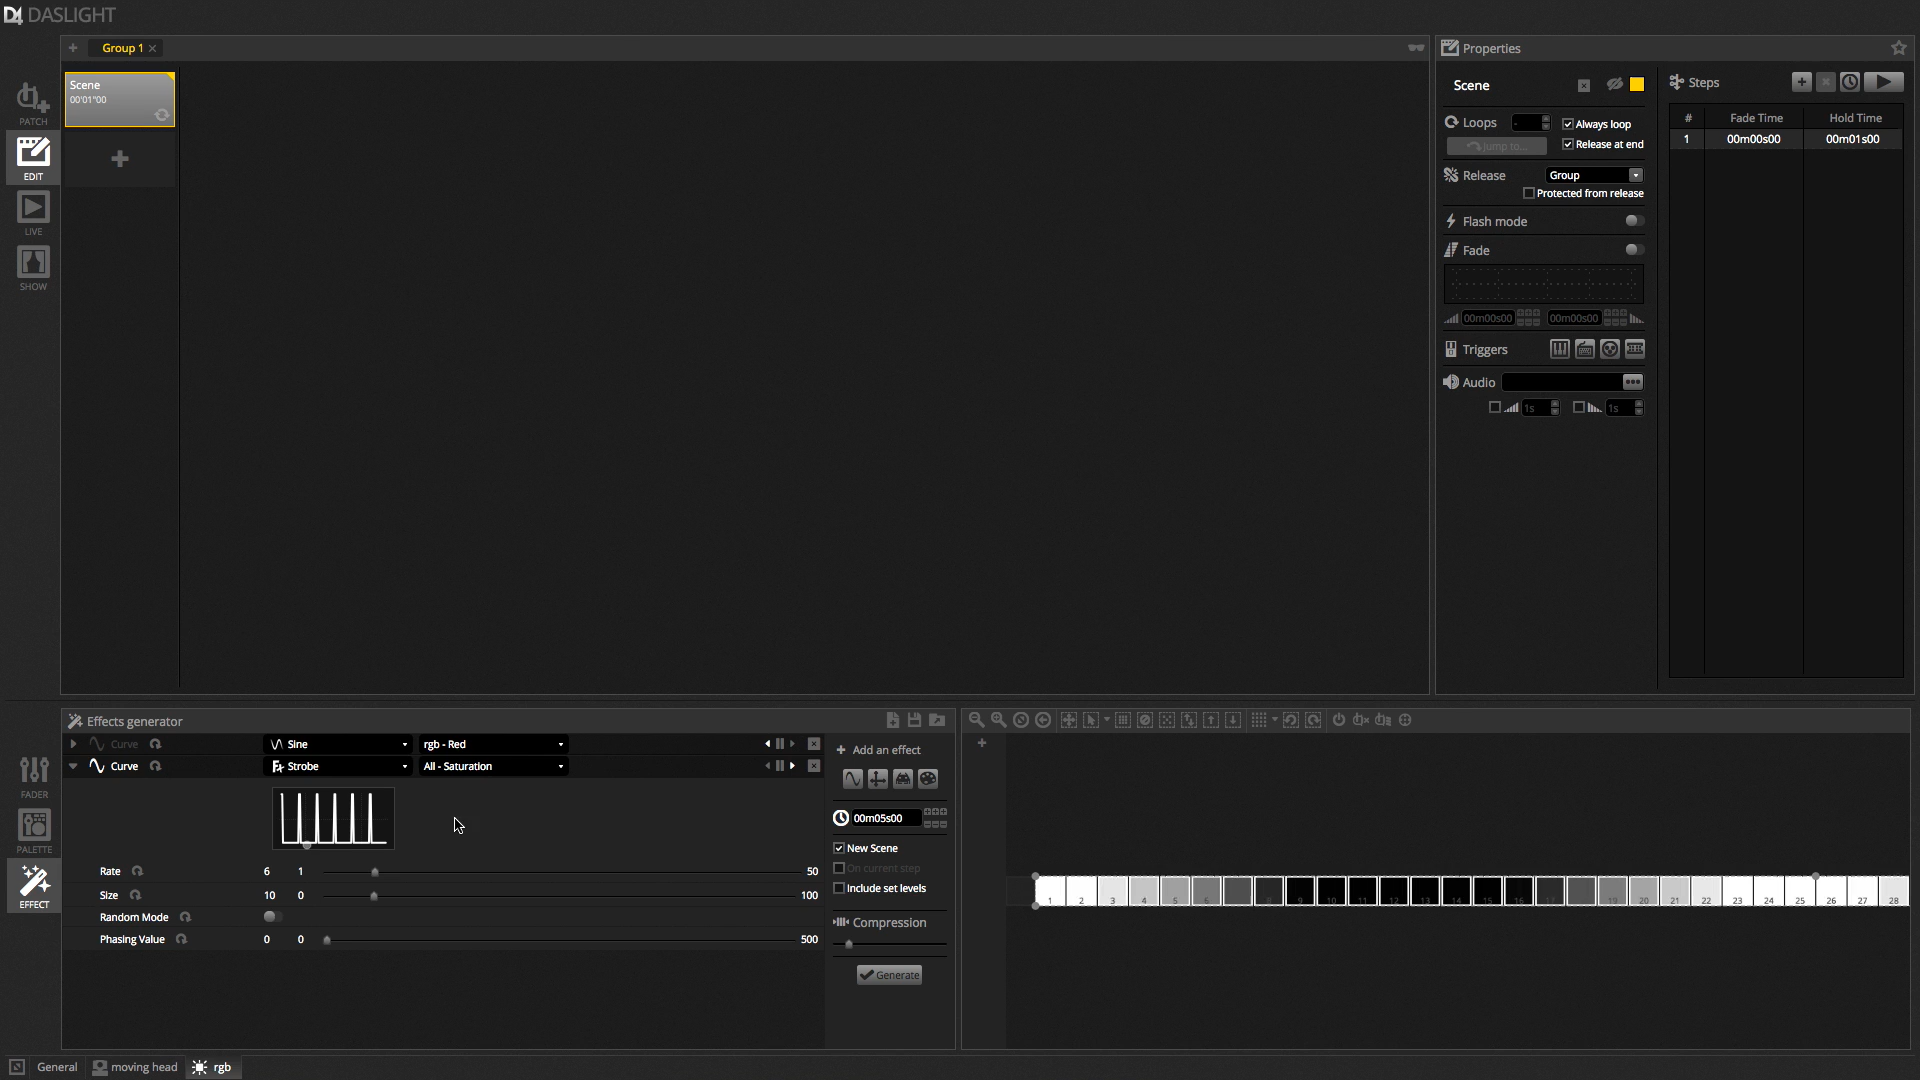 DASLIGHT
Group 1
Properties
Scene
00'01"00
Scene
Steps
PATCH
# Fade Time Hold Time
Loops - Always loop
1 00m00s00 00m01s00
Jump to... Release at end
EDIT
Release Group
Protected from release
Flash mode
LIVE
Fade
SHOW
00m00s00 00m00s00
Triggers
Audio
1s 1s
Effects generator
Curve Sine rgb - Red
Add an effect
Curve Fx Strobe All - Saturation
FADER
00m05s00
New Scene
PALETTE
On current step
Rate 6 1 50
Include set levels
Size 10 0 100
EFFECT
1 2 3 4 5 6 8 9 10 11 12 13 14 15 16 17 19 20 21 22 23 24 25 26 27 28
Random Mode
Compression
Phasing Value 0 0 500
Generate
General moving head rgb